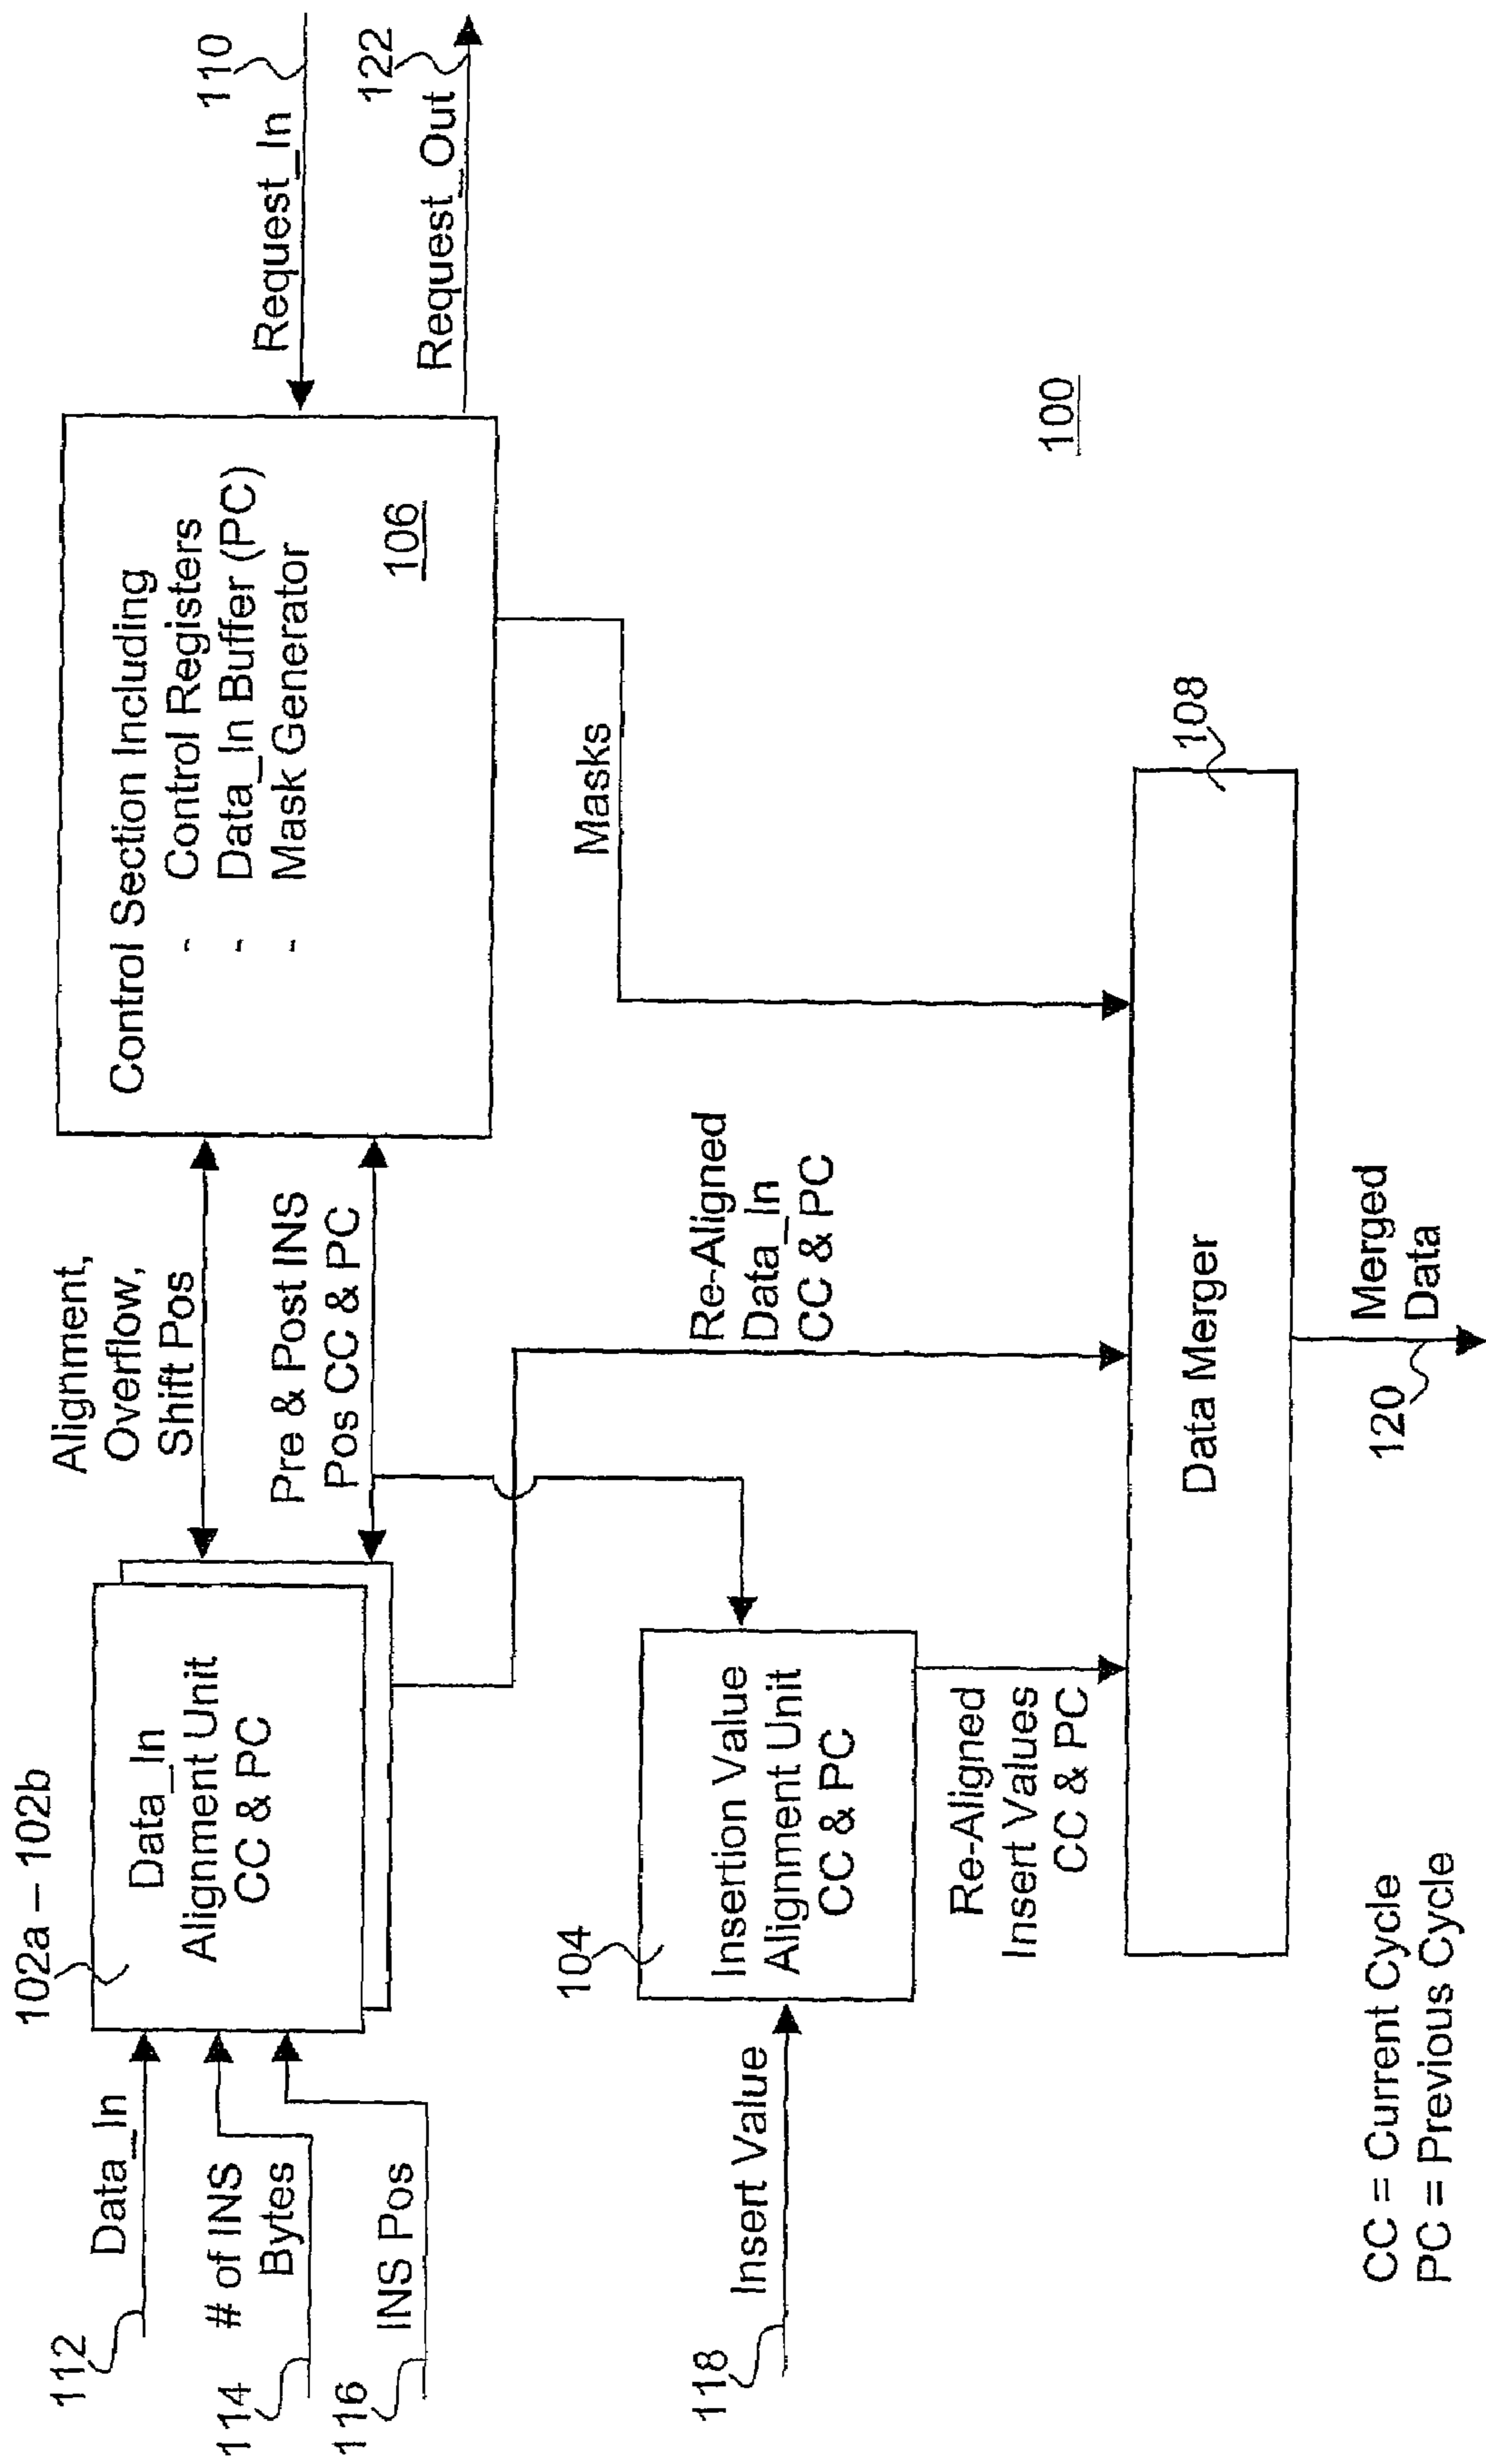 102a – 102b
112
Data_In
114
# of INS
Bytes
116
INS Pos
Data_In
Alignment Unit
CC & PC
Alignment,
Overflow,
Shift Pos
Pre & Post INS
Pos CC & PC
Control Section Including
- Control Registers
- Data_In Buffer (PC)
- Mask Generator
106
Request_In
110
Request_Out
122
118
Insert Value
104
Insertion Value
Alignment Unit
CC & PC
Re-Aligned
Data_In
CC & PC
Masks
Re-Aligned
Insert Values
CC & PC
100
Data Merger
108
Merged
Data
120
CC = Current Cycle
PC = Previous Cycle